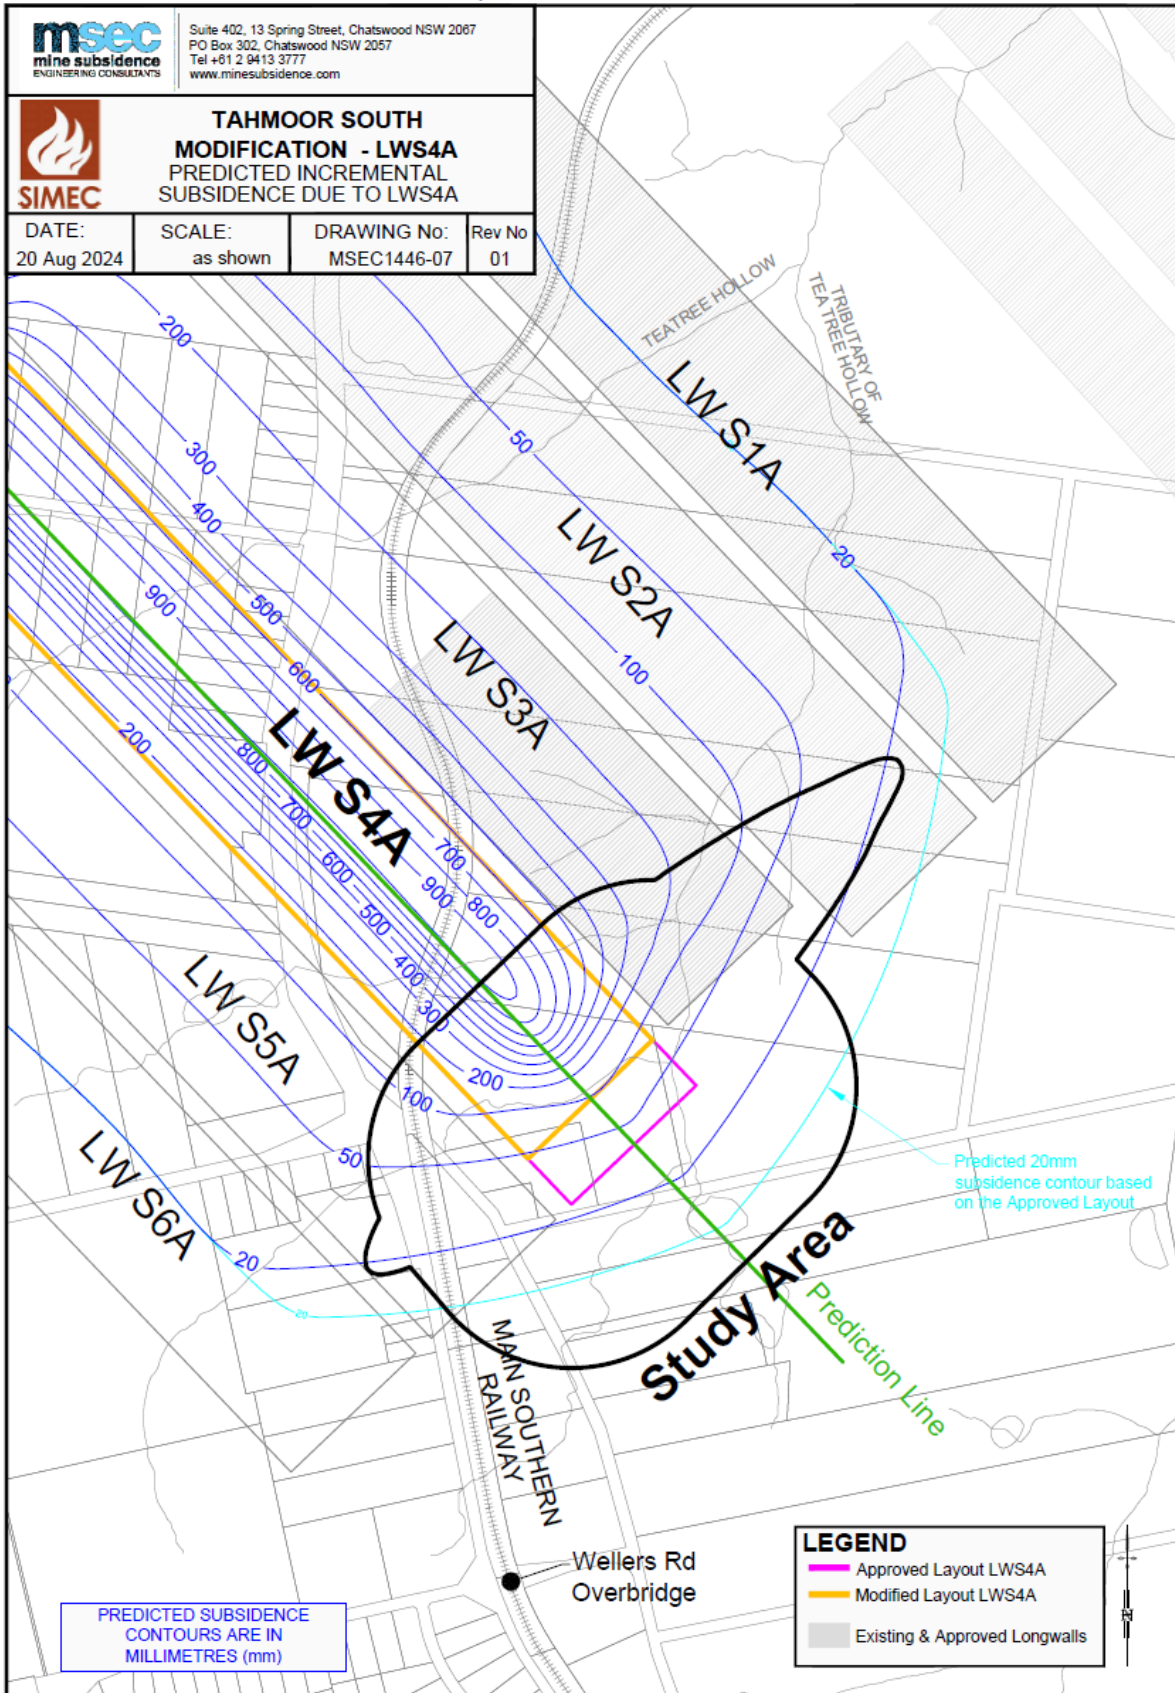 msec
mine subsidence
ENGINEERING CONSULTANTS
Suite 402, 13 Spring Street, Chatswood NSW 2067
PO Box 302, Chatswood NSW 2057
Tel +61 2 9413 3777
www.minesubsidence.com
SIMEC
TAHMOOR SOUTH
MODIFICATION - LWS4A
PREDICTED INCREMENTAL
SUBSIDENCE DUE TO LWS4A
DATE:
20 Aug 2024
SCALE:
as shown
DRAWING No:
MSEC1446-07
Rev No
01
TEATREE HOLLOW
TRIBUTARY OF
TEA TREE HOLLOW
LW S1A
LW S2A
LW S3A
LW S4A
LW S5A
LW S6A
200
300
400
500
600
900
50
100
20
200
800
700
600
500
400
300
700
900
800
200
100
50
20
20
Predicted 20mm
subsidence contour based
on the Approved Layout
Study Area
Prediction Line
MAIN SOUTHERN
RAILWAY
Wellers Rd
Overbridge
PREDICTED SUBSIDENCE
CONTOURS ARE IN
MILLIMETRES (mm)
LEGEND
Approved Layout LWS4A
Modified Layout LWS4A
Existing & Approved Longwalls
N